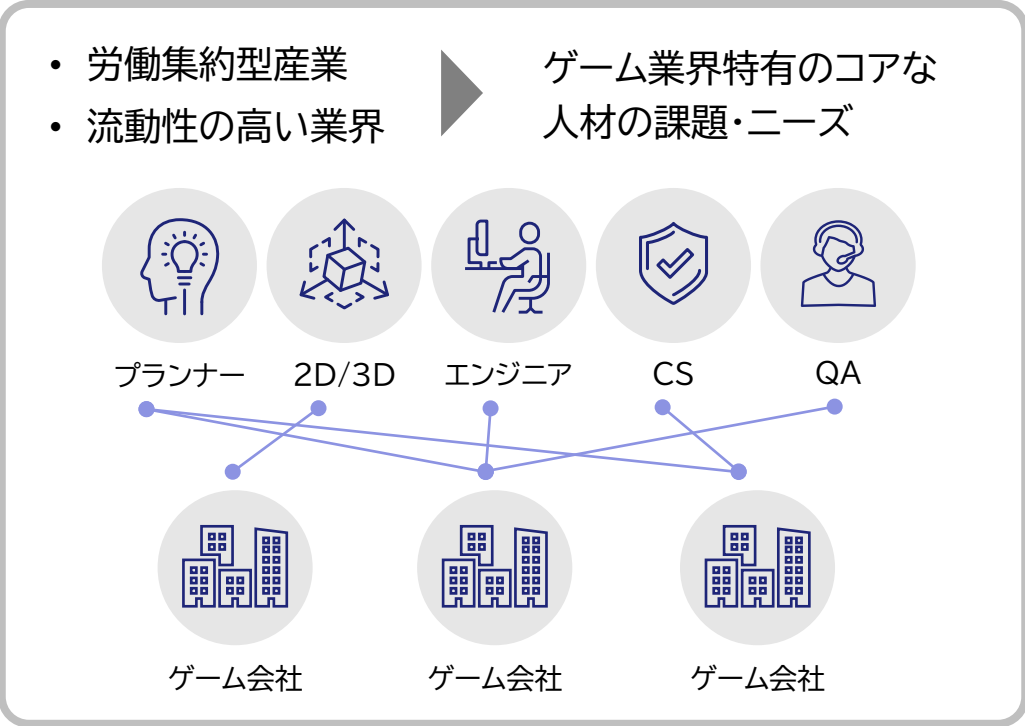 • 労働集約型産業
• 流動性の高い業界
ゲーム業界特有のコアな
人材の課題・ニーズ
プランナー
2D/3D
エンジニア
CS
QA
ゲーム会社
ゲーム会社
ゲーム会社